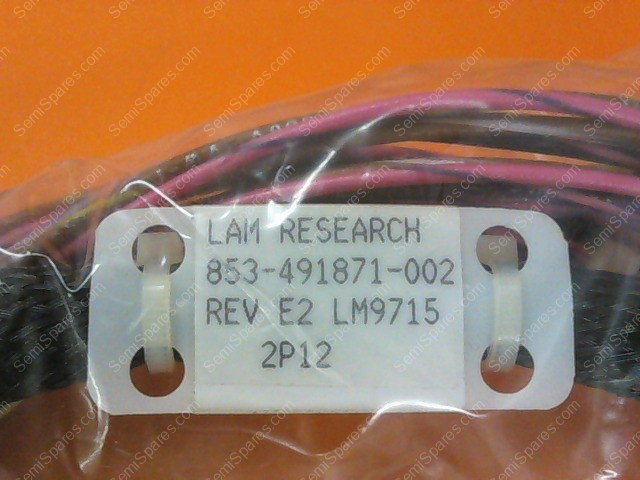 LAM RESEARCH
853-491871-002
REV E2 LM9715
2P12
SemiSpares.com